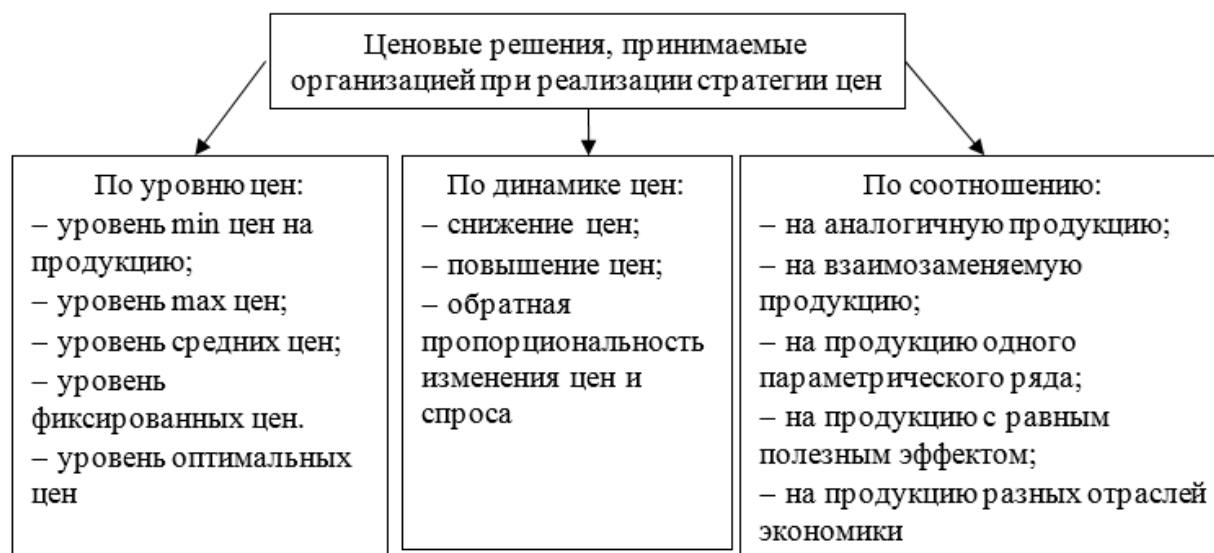 Ценовые решения, принимаемые
организацией при реализации стратегии цен
По уровню цен:
– уровень min цен на
продукцию;
– уровень max цен;
– уровень средних цен;
– уровень
фиксированных цен.
– уровень оптимальных
цен
По динамике цен:
– снижение цен;
– повышение цен;
– обратная
пропорциональность
изменения цен и
спроса
По соотношению:
– на аналогичную продукцию;
– на взаимозаменяемую
продукцию;
– на продукцию одного
параметрического ряда;
– на продукцию с равным
полезным эффектом;
– на продукцию разных отраслей
экономики